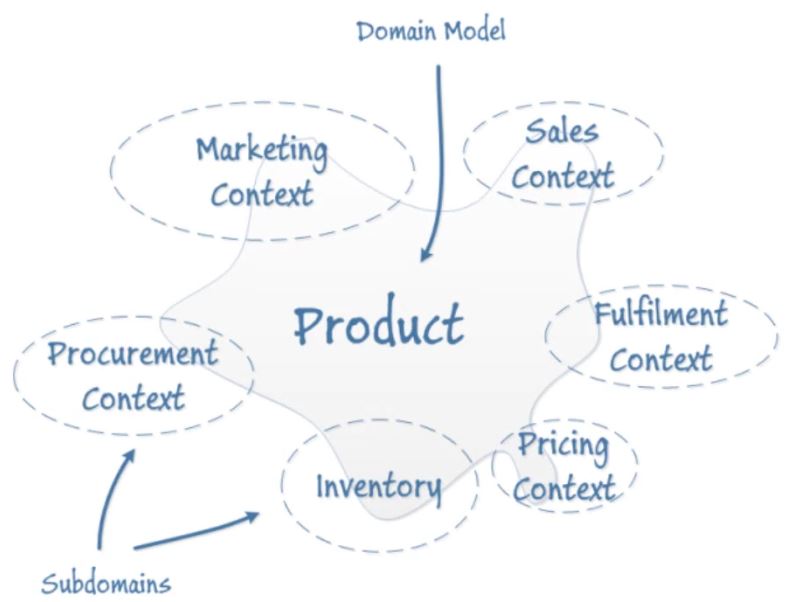 Domain Model
Marketing
Context
Sales
Context
Product
Fulfilment
Context
Procurement
Context
Pricing
Context
Inventory
Subdomains